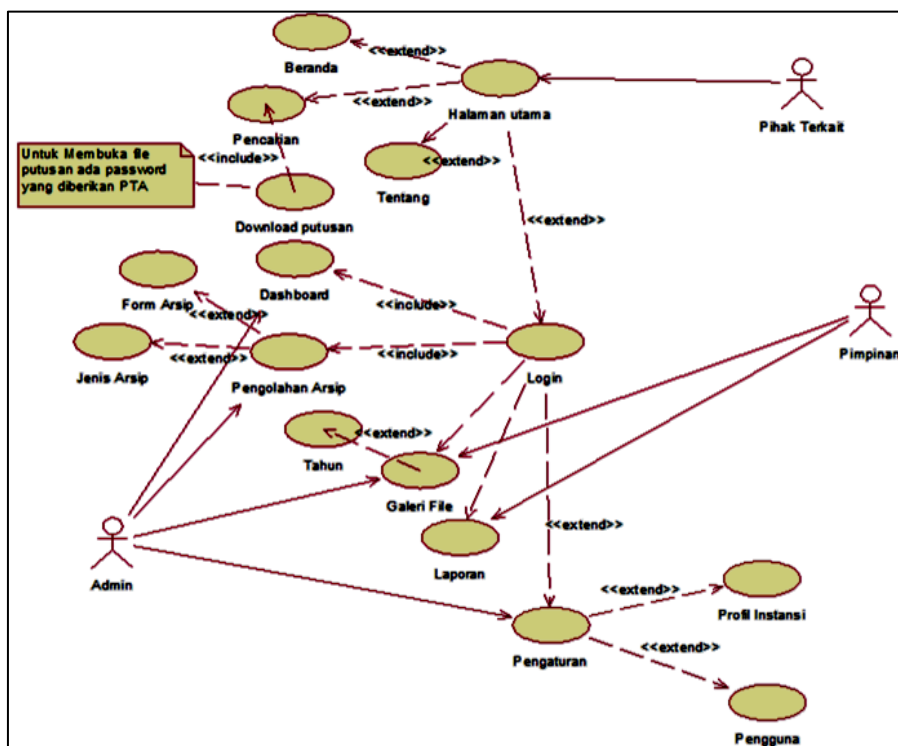 <<extend>>
Beranda
<<extend>>
Halaman utama
Pihak Terkait
Pencarian
Untuk Membuka file
putusan ada password
yang diberikan PTA
<<include>>
<<extend>>
Tentang
Download putusan
<<extend>>
Dashboard
Form Arsip
<<include>>
<<extend>>
Jenis Arsip
<<extend>>
Pengolahan Arsip
<<include>>
Login
Pimpinan
<<extend>>
Tahun
Galeri File
<<extend>>
Laporan
Admin
<<extend>>
Profil Instansi
Pengaturan
<<extend>>
Pengguna